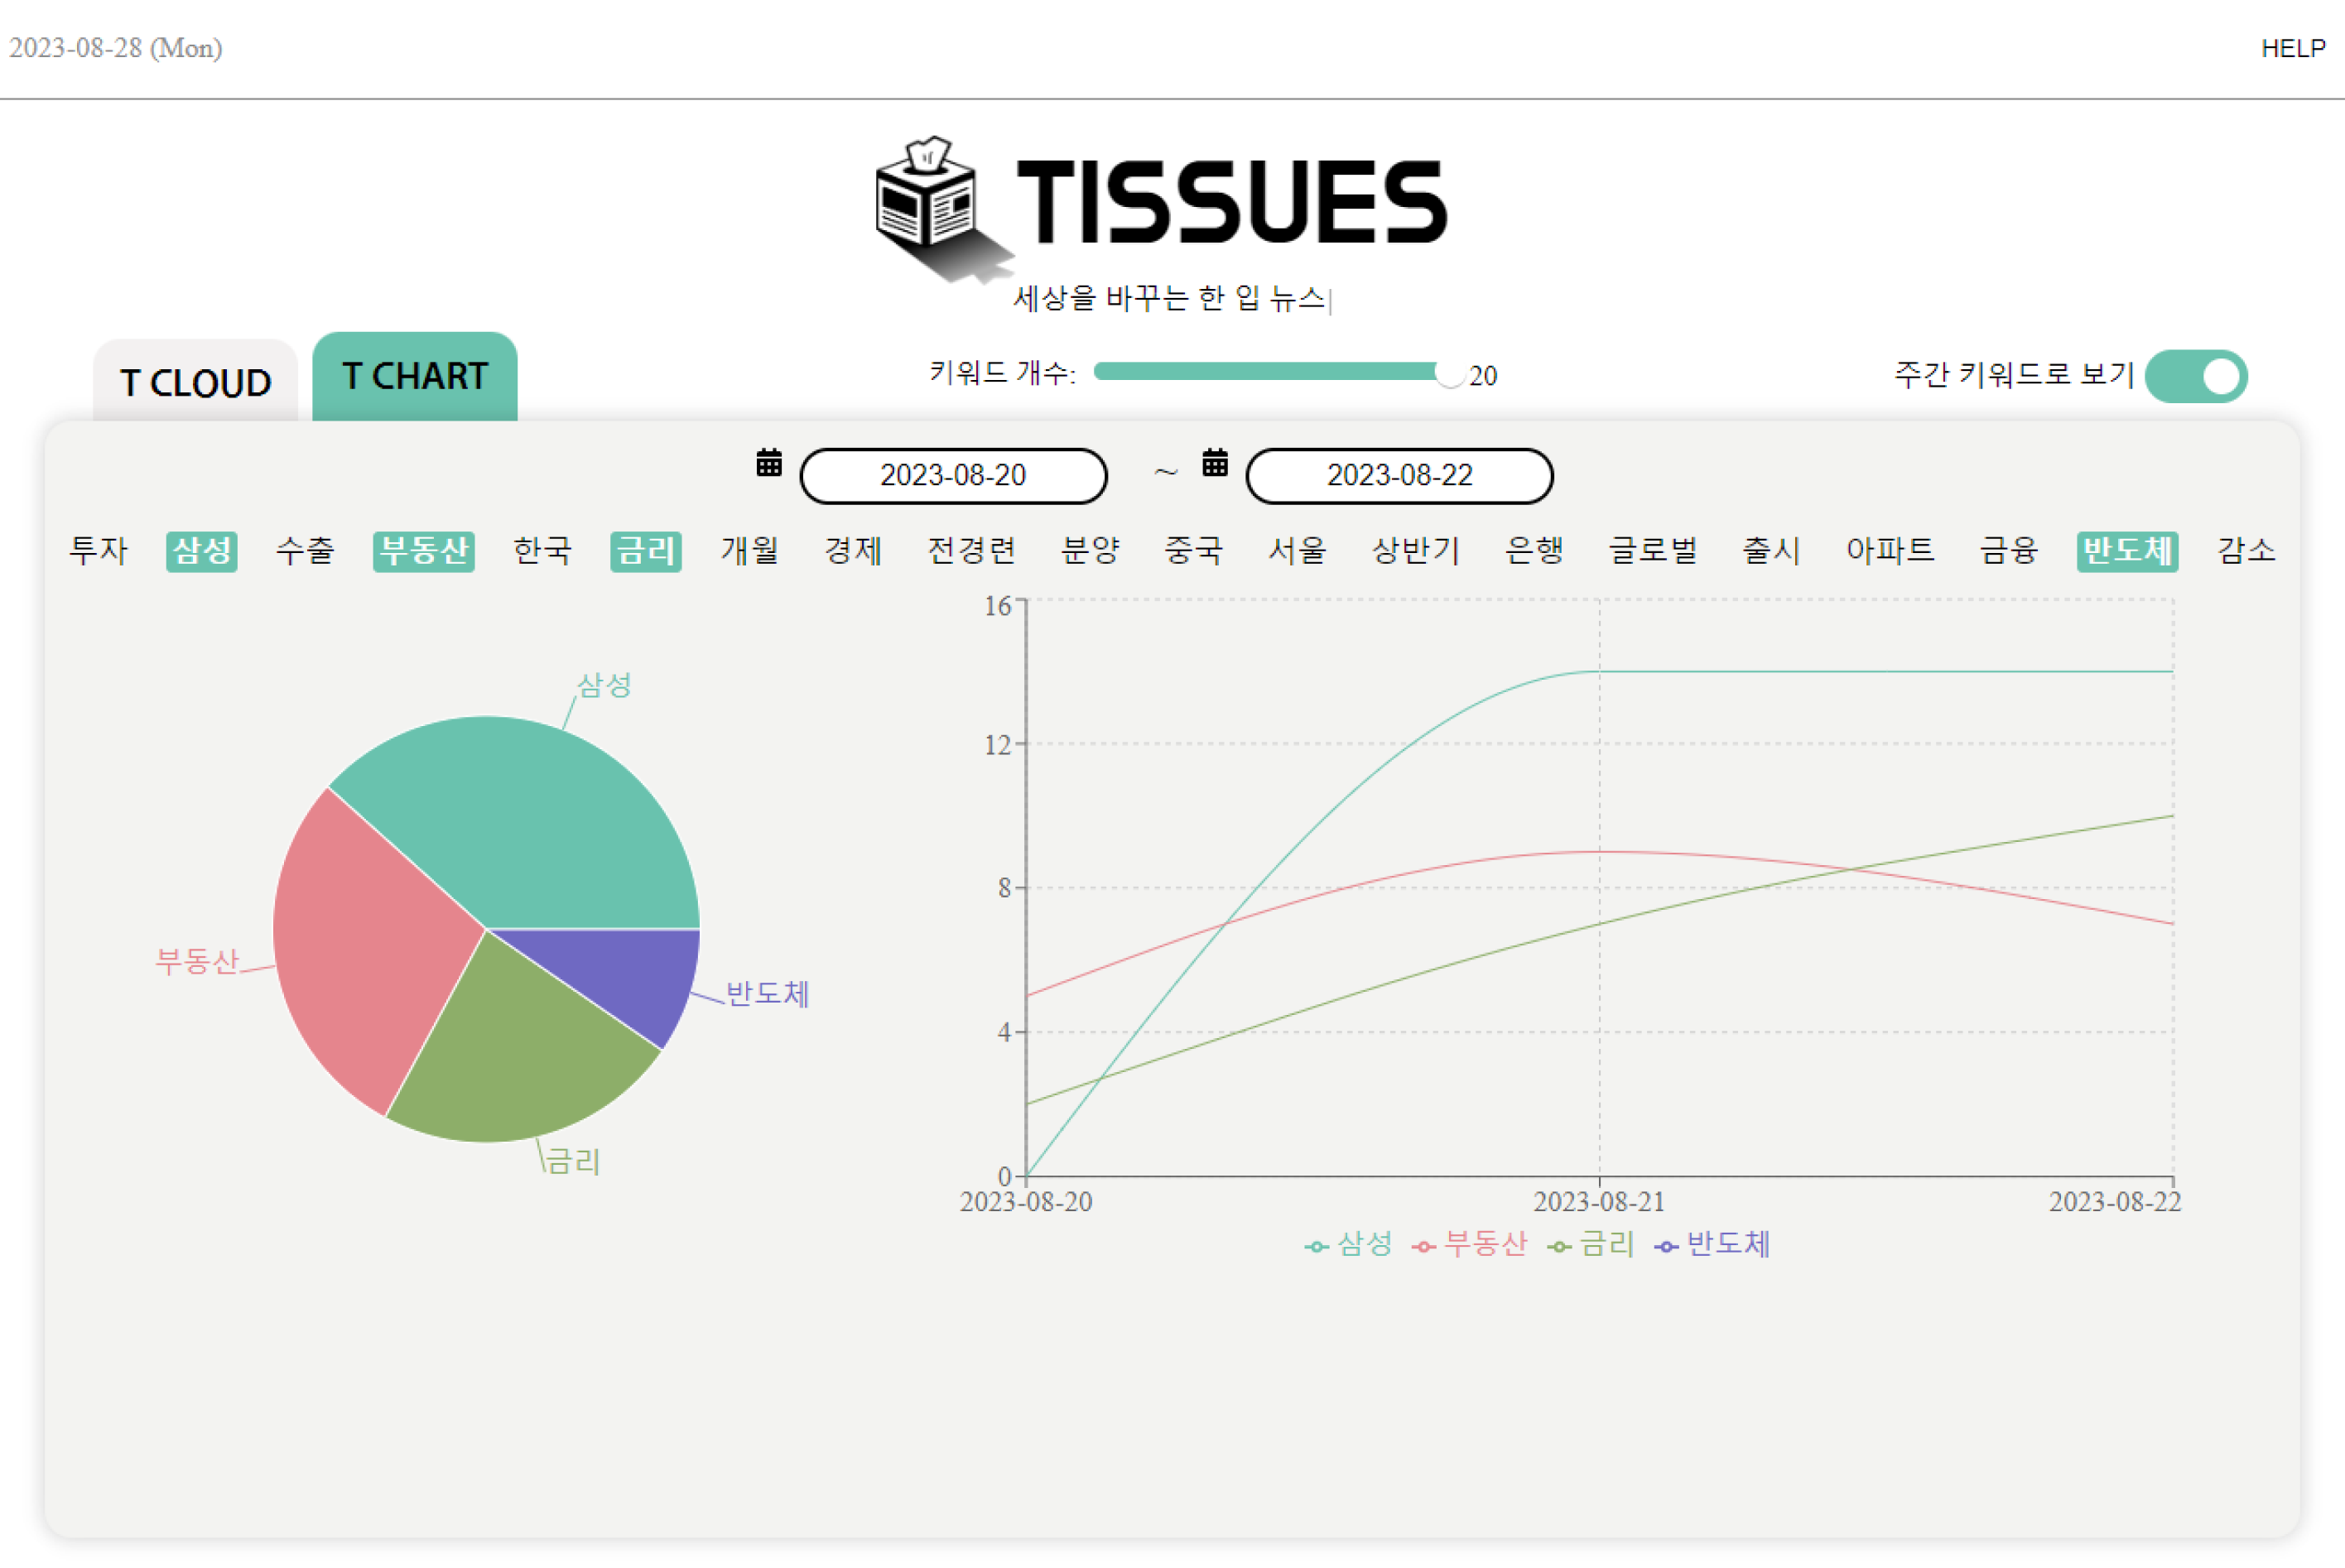 2023-08-28 (Mon)
HELP
TISSUES
세상을 바꾸는 한 입 뉴스|
T CLOUD
T CHART
키워드 개수: 20
주간 키워드로 보기
2023-08-20 ~ 2023-08-22
투자 삼성 수출 부동산 한국 금리 개월 경제 전경련 분양 중국 서울 상반기 은행 글로벌 출시 아파트 금융 반도체 감소
삼성
부동산
반도체
금리
16
12
8
4
0
2023-08-20 2023-08-21 2023-08-22
삼성 부동산 금리 반도체